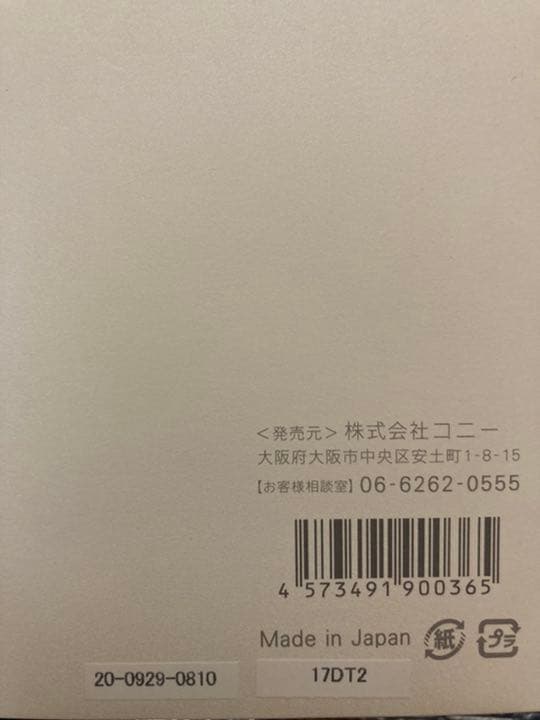 <発売元> 株式会社コニー
大阪府大阪市中央区安土町1-8-15
【お客様相談室】 06-6262-0555
4 573491 900365
Made in Japan 紙 プラ
20-0929-0810 17DT2